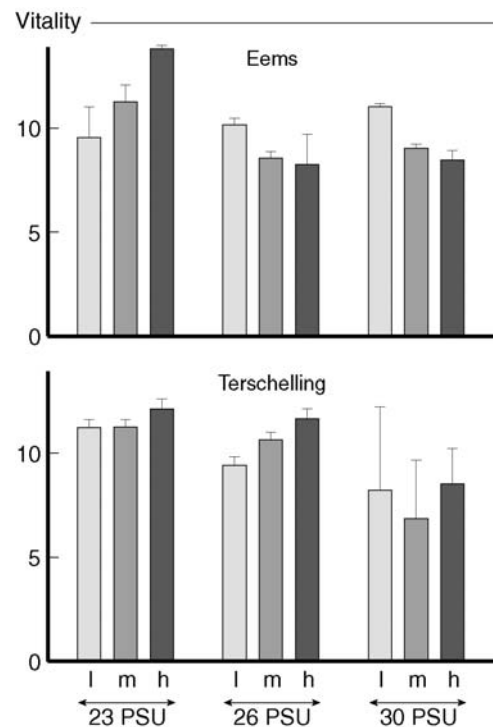 Vitality
Eems
10
5
0
Terschelling
10
5
0
l m h l m h l m h
23 PSU 26 PSU 30 PSU